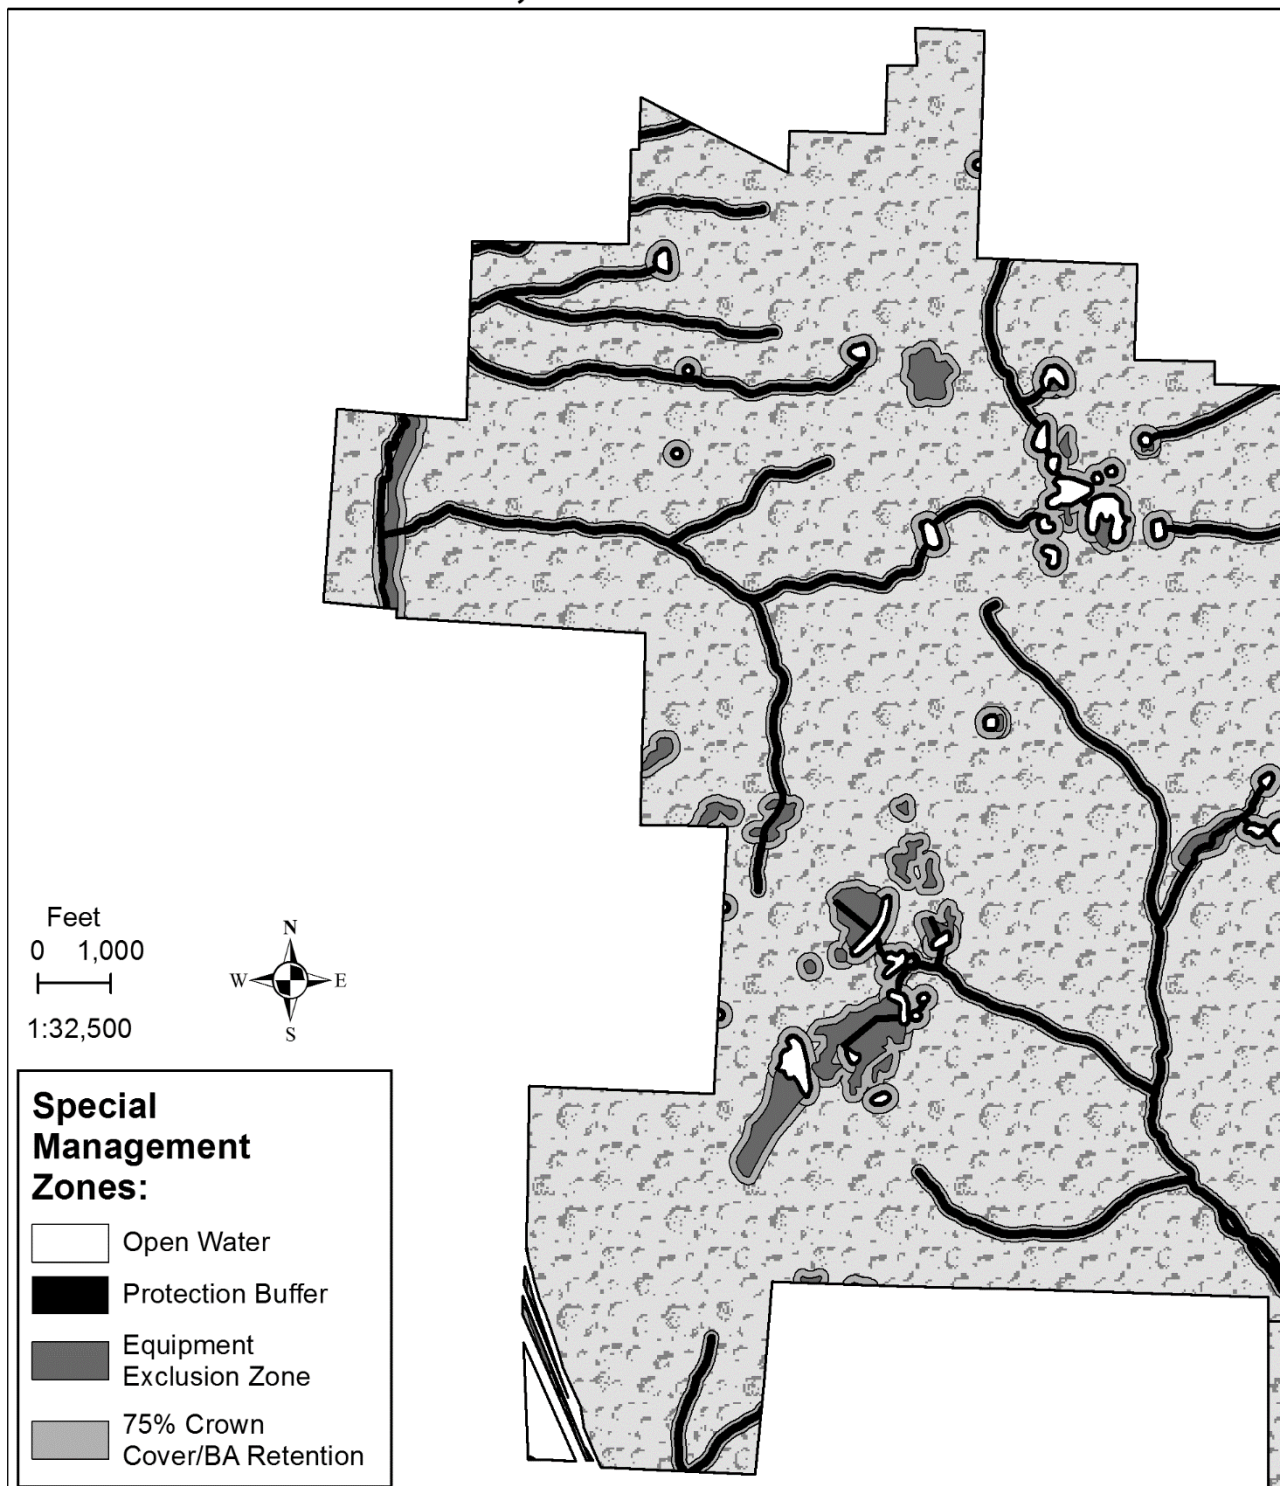 Feet
0 1,000
1:32,500
N
W E
S
Special
Management
Zones:
Open Water
Protection Buffer
Equipment
Exclusion Zone
75% Crown
Cover/BA Retention